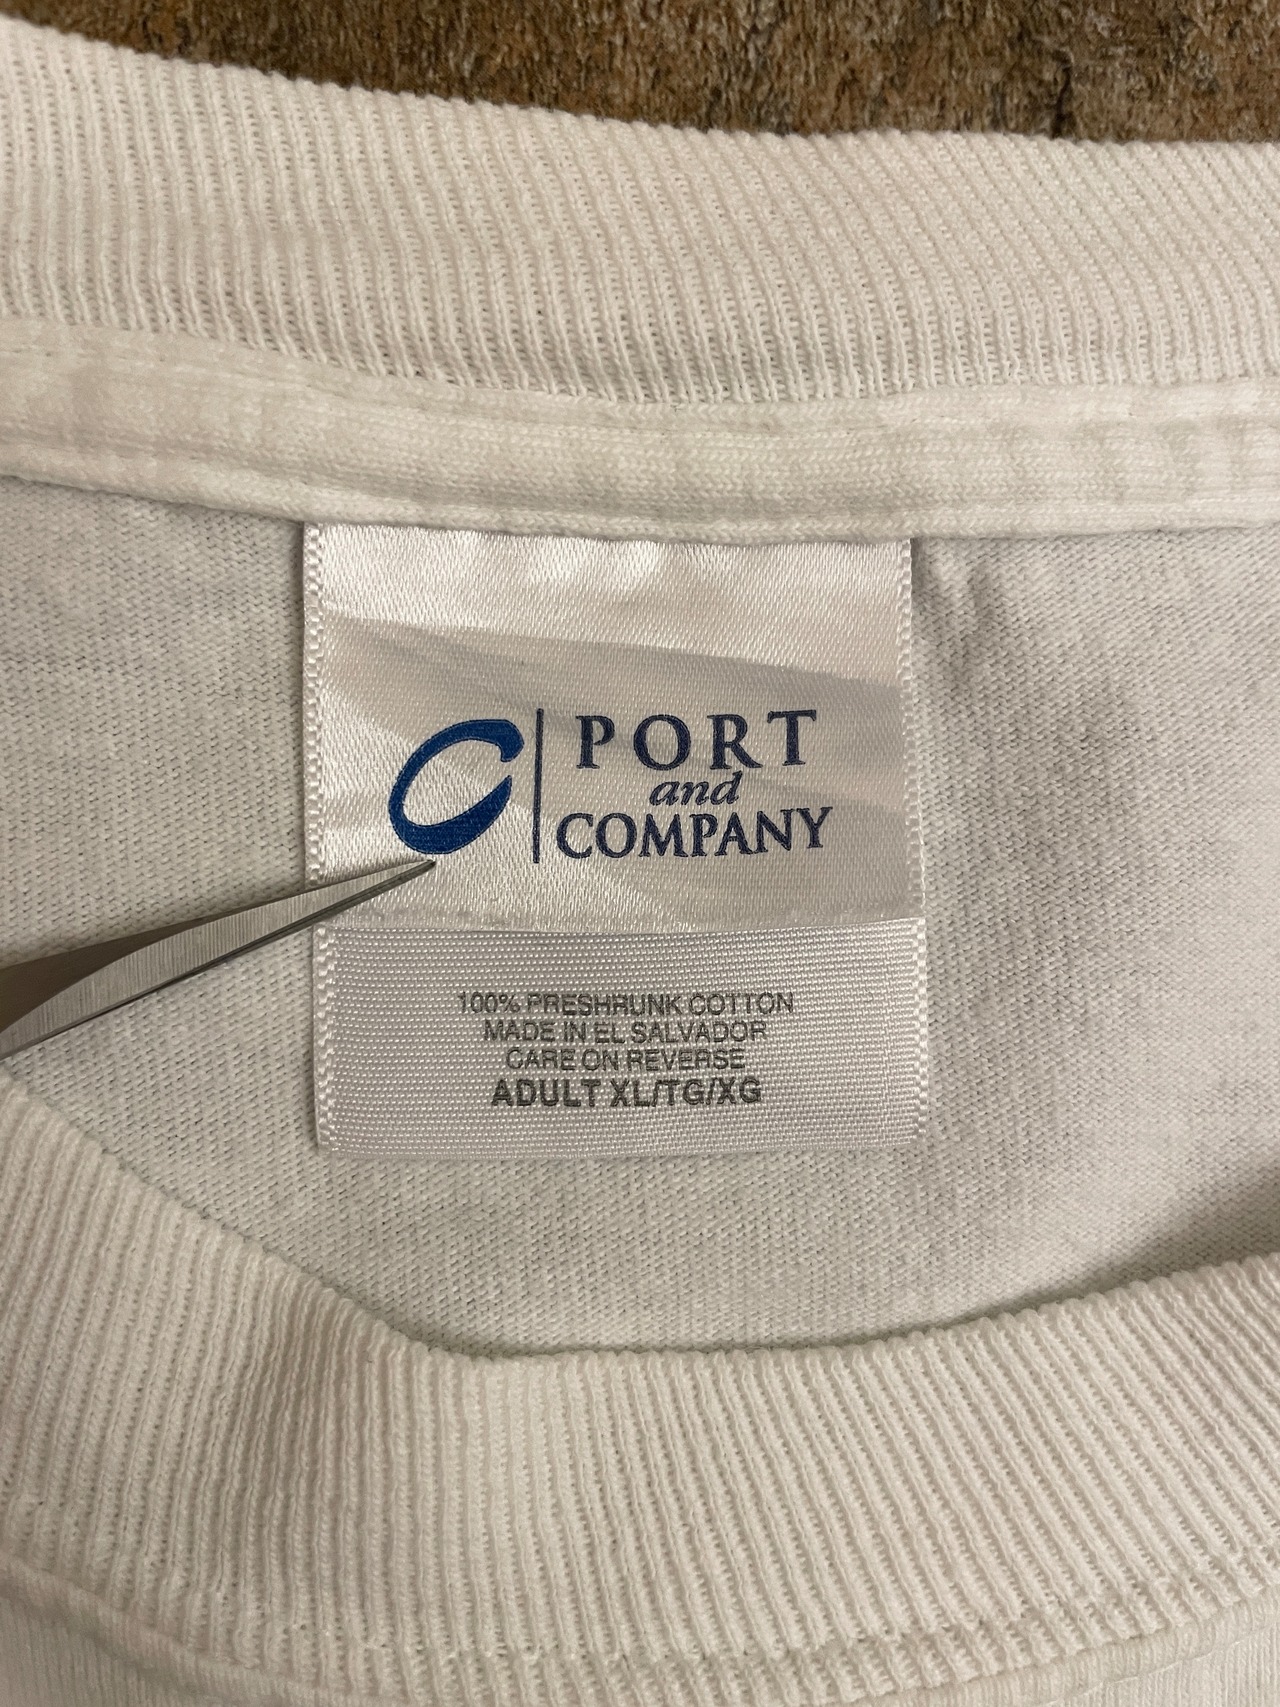 PORT
and
COMPANY
100% PRESHRUNK COTTON
MADE IN EL SALVADOR
CARE ON REVERSE
ADULT XL/TG/XG